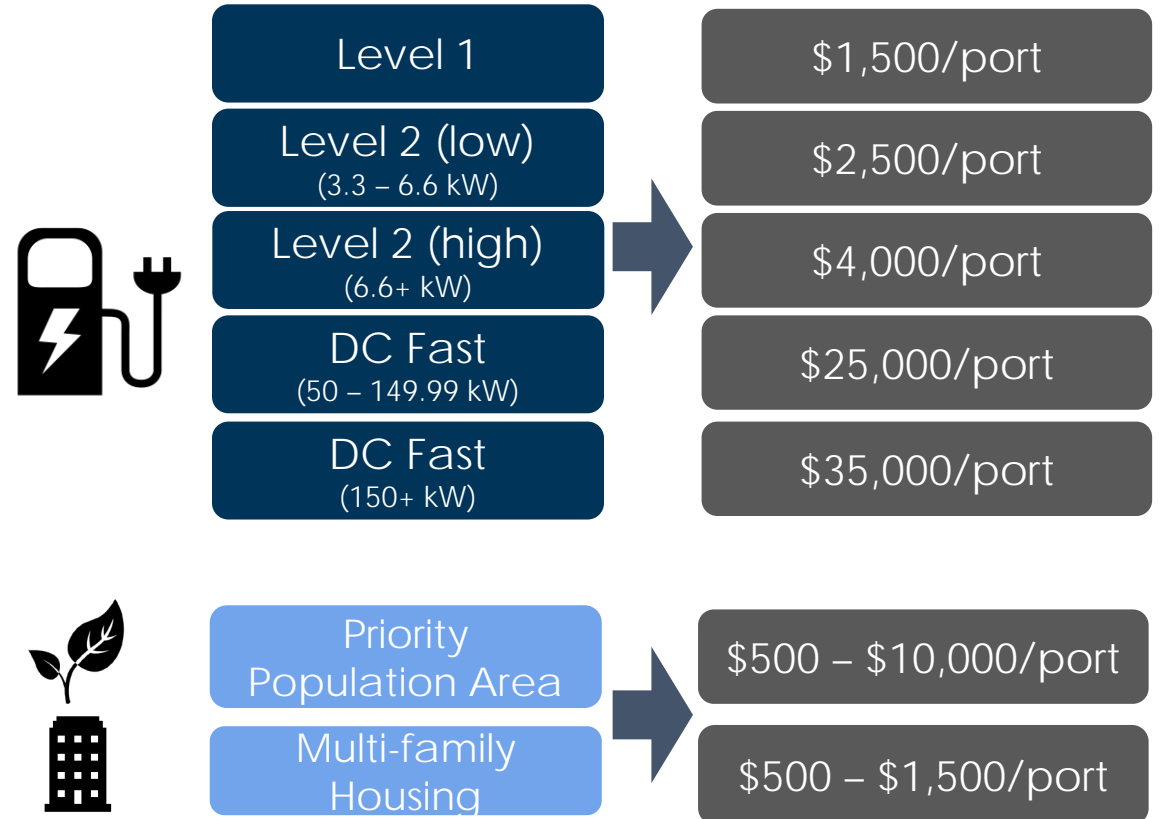 Level 1
$1,500/port
Level 2 (low)
(3.3 – 6.6 kW)
$2,500/port
Level 2 (high)
(6.6+ kW)
$4,000/port
DC Fast
(50 – 149.99 kW)
$25,000/port
DC Fast
(150+ kW)
$35,000/port
Priority
Population Area
$500 – $10,000/port
Multi-family
Housing
$500 – $1,500/port